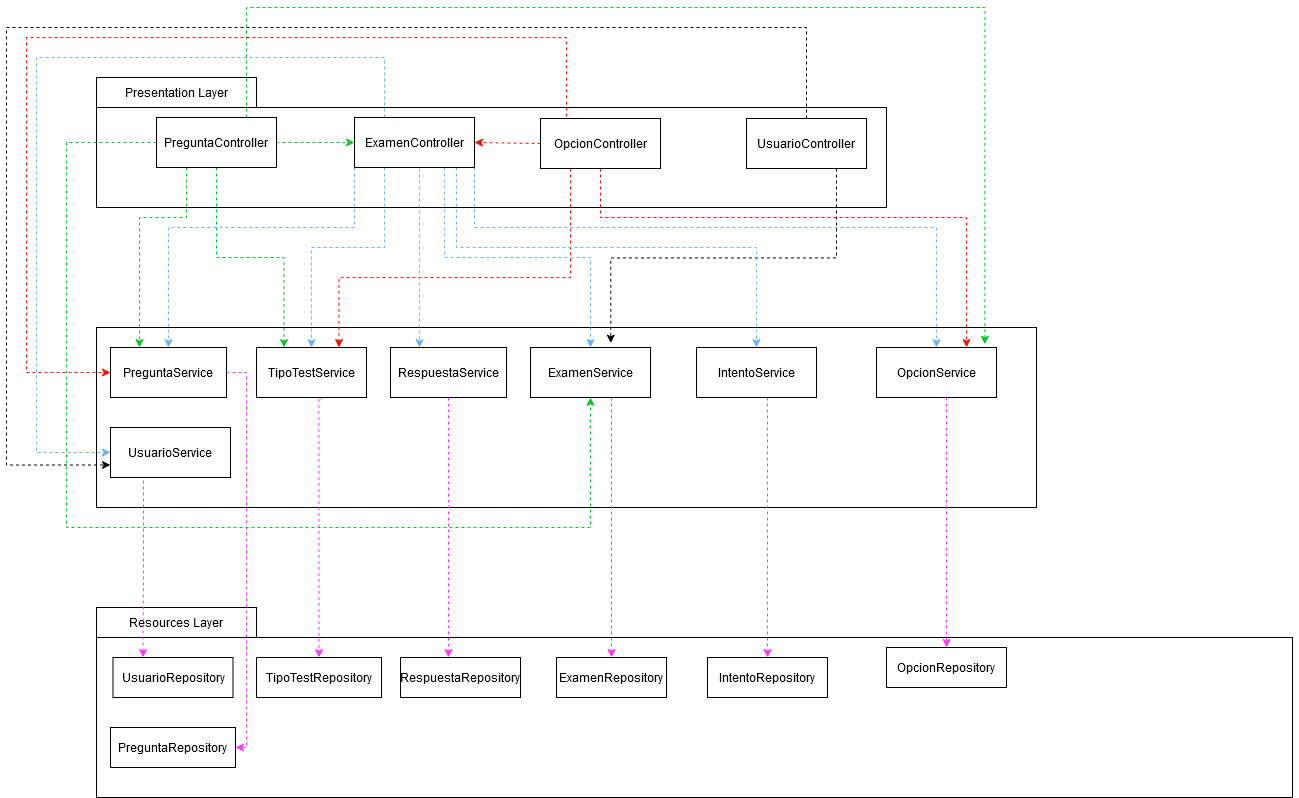 Presentation Layer
PreguntaController
ExamenController
OpcionController
UsuarioController
PreguntaService
TipoTestService
RespuestaService
ExamenService
IntentoService
OpcionService
UsuarioService
Resources Layer
UsuarioRepository
TipoTestRepository
RespuestaRepository
ExamenRepository
IntentoRepository
OpcionRepository
PreguntaRepository